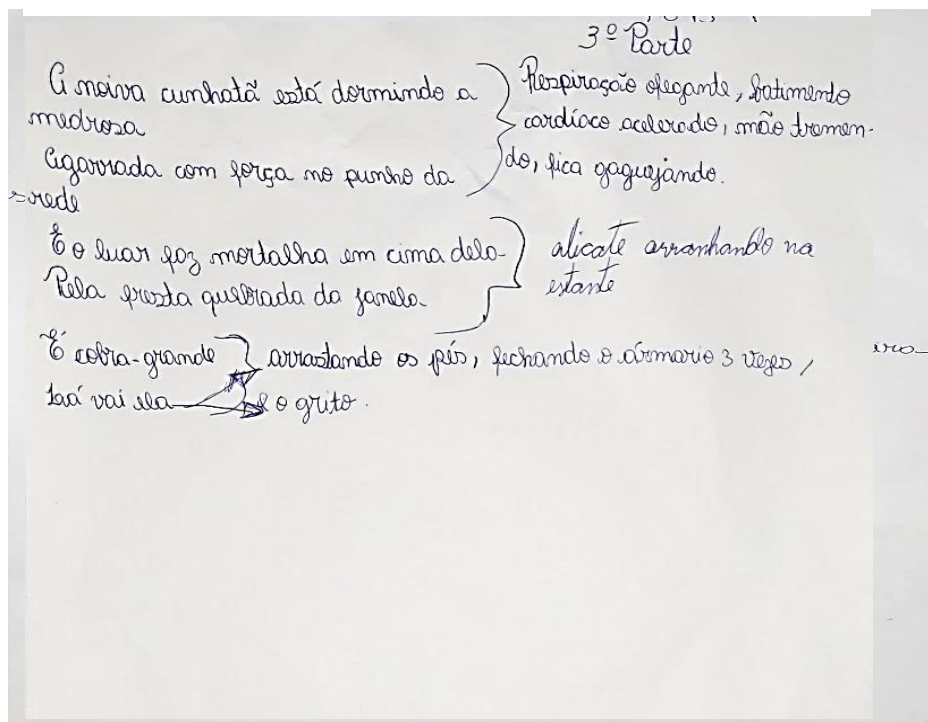 3º Parte
A noiva cunhatã está dormindo a
medrosa
Agarrada com força no punho da
rede
Respiração ofegante, batimento
cardíaco acelerado, mão tremen-
do, fica gaguejando.
E o luar faz mortalha em cima dela
Pela fresta quebrada da janela
alicate arranhando na
estante
É cobra-grande
lá vai ela
arrastando os pés, fechando o ármario 3 vezes,
e o grito.